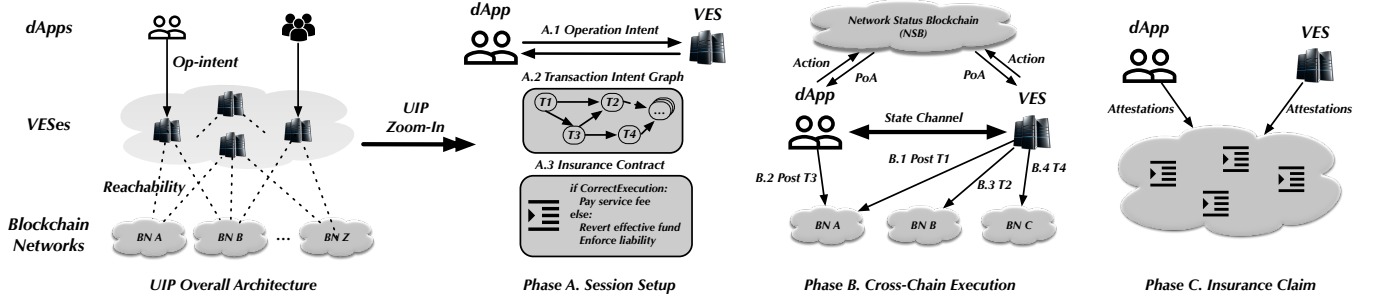 dApps
Op-intent
VESes
Reachability
Blockchain
Networks
BN A
BN B
...
BN Z
UIP Overall Architecture
UIP
Zoom-In
dApp
VES
A.1 Operation Intent
A.2 Transaction Intent Graph
T1
T2
...
T3
T4
A.3 Insurance Contract
if CorrectExecution:
Pay service fee
else:
Revert effective fund
Enforce liability
Phase A. Session Setup
Network Status Blockchain
(NSB)
Action
PoA
PoA
Action
dApp
VES
State Channel
B.1 Post T1
B.2 Post T3
B.3 T2
B.4 T4
BN A
BN B
BN C
Phase B. Cross-Chain Execution
dApp
VES
Attestations
Attestations
Phase C. Insurance Claim